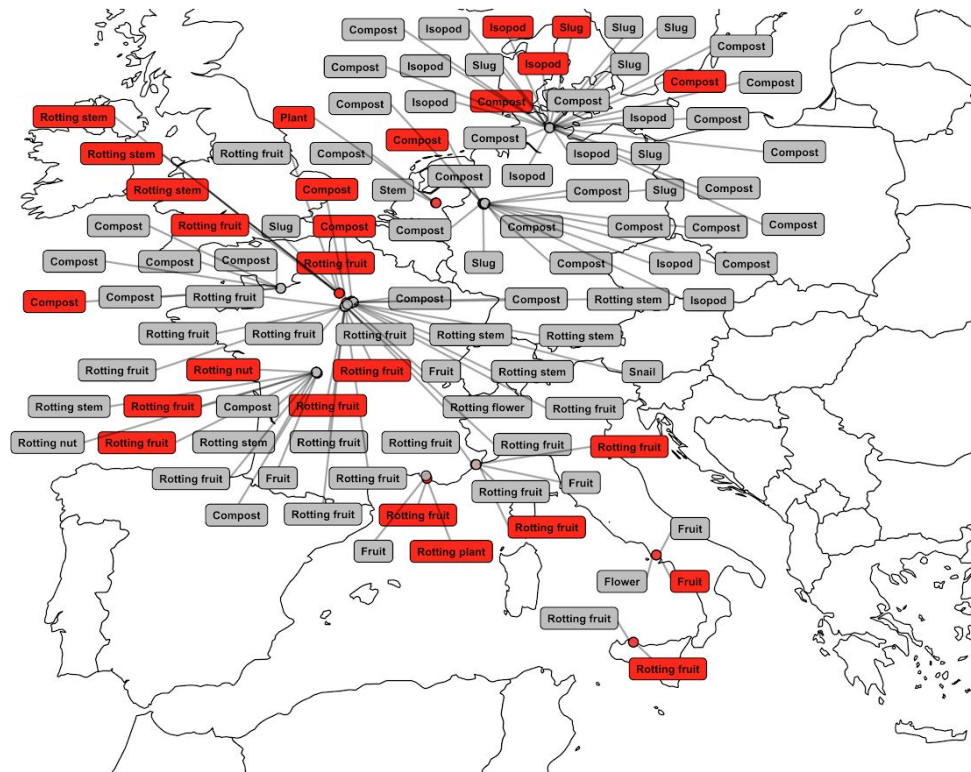 Compost
Isopod
Isopod
Slug
Slug
Slug
Compost
Compost
Isopod
Slug
Isopod
Slug
Compost
Compost
Compost
Isopod
Compost
Compost
Rotting stem
Plant
Isopod
Compost
Compost
Compost
Rotting stem
Rotting fruit
Compost
Isopod
Slug
Compost
Compost
Isopod
Rotting stem
Compost
Stem
Compost
Slug
Compost
Compost
Rotting fruit
Slug
Compost
Compost
Compost
Compost
Compost
Compost
Compost
Compost
Compost
Rotting fruit
Slug
Compost
Isopod
Compost
Compost
Compost
Rotting fruit
Compost
Compost
Rotting stem
Isopod
Rotting fruit
Rotting fruit
Rotting fruit
Rotting stem
Rotting stem
Rotting fruit
Rotting nut
Rotting fruit
Fruit
Rotting stem
Snail
Rotting stem
Rotting fruit
Compost
Rotting fruit
Rotting flower
Rotting fruit
Rotting nut
Rotting fruit
Rotting stem
Rotting fruit
Rotting fruit
Rotting fruit
Rotting fruit
Rotting fruit
Fruit
Rotting fruit
Rotting fruit
Fruit
Compost
Rotting fruit
Rotting fruit
Rotting fruit
Fruit
Fruit
Rotting plant
Flower
Fruit
Rotting fruit
Rotting fruit